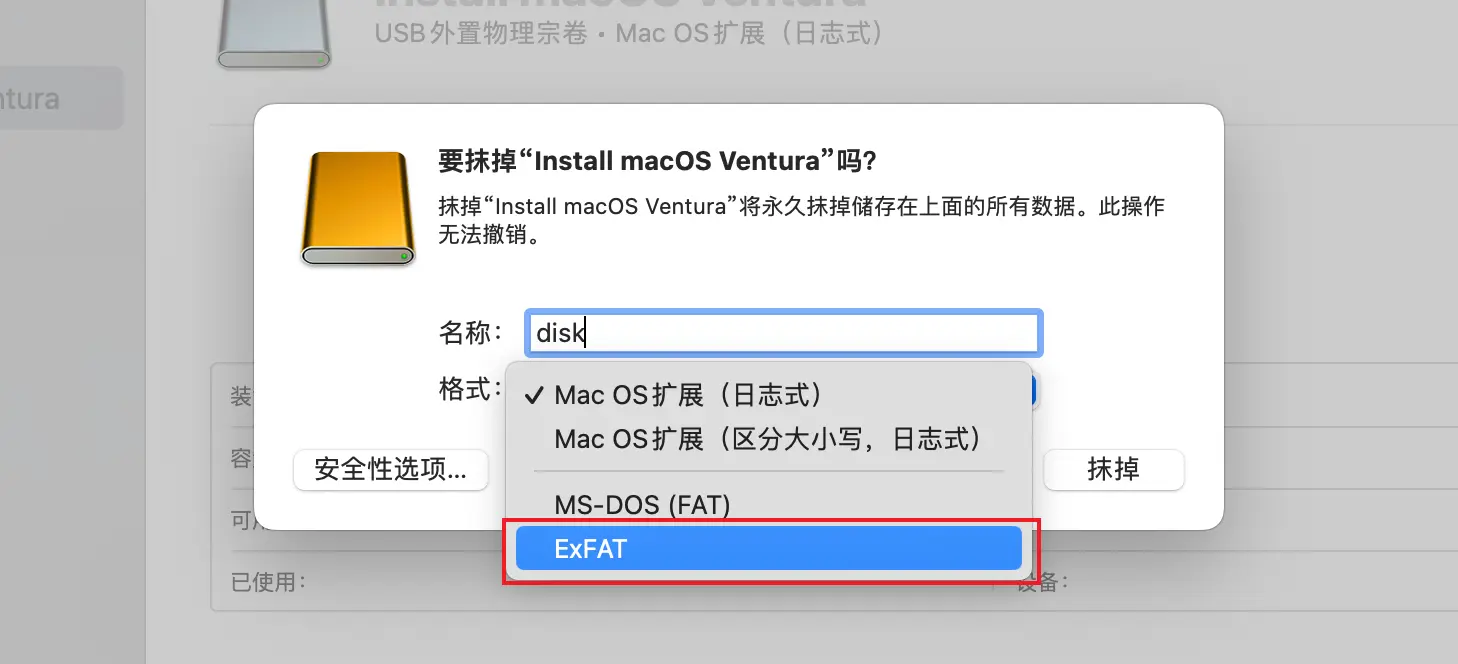 Install macOS Ventura
USB外置物理宗卷 • Mac OS扩展（日志式）
ntura
要抹掉“Install macOS Ventura”吗?
抹掉“Install macOS Ventura”将永久抹掉储存在上面的所有数据。此操作
无法撤销。
名称：
disk
格式：
✓ Mac OS扩展（日志式）
Mac OS扩展（区分大小写，日志式）
MS-DOS (FAT)
ExFAT
安全性选项...
抹掉
装
容
可用
已使用：
设备：